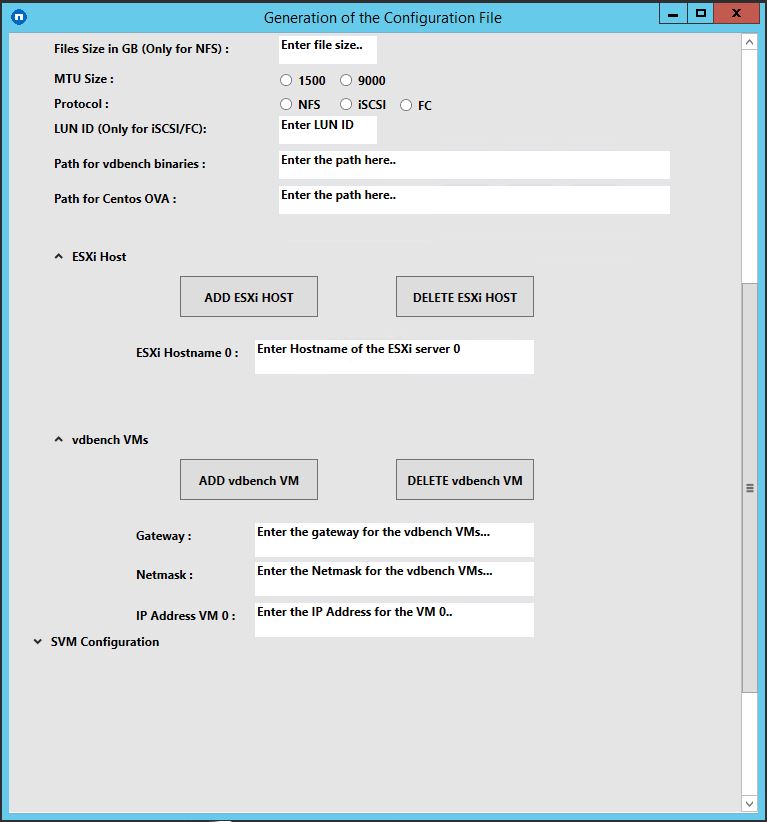 Generation of the Configuration File
Files Size in GB (Only for NFS) : Enter file size..
MTU Size : 1500 9000
Protocol : NFS iSCSI FC
LUN ID (Only for iSCSI/FC): Enter LUN ID
Path for vdbench binaries : Enter the path here..
Path for Centos OVA : Enter the path here..
ESXi Host
ADD ESXi HOST DELETE ESXi HOST
ESXi Hostname 0 : Enter Hostname of the ESXi server 0
vdbench VMs
ADD vdbench VM DELETE vdbench VM
Gateway : Enter the gateway for the vdbench VMs...
Netmask : Enter the Netmask for the vdbench VMs...
IP Address VM 0 : Enter the IP Address for the VM 0..
SVM Configuration